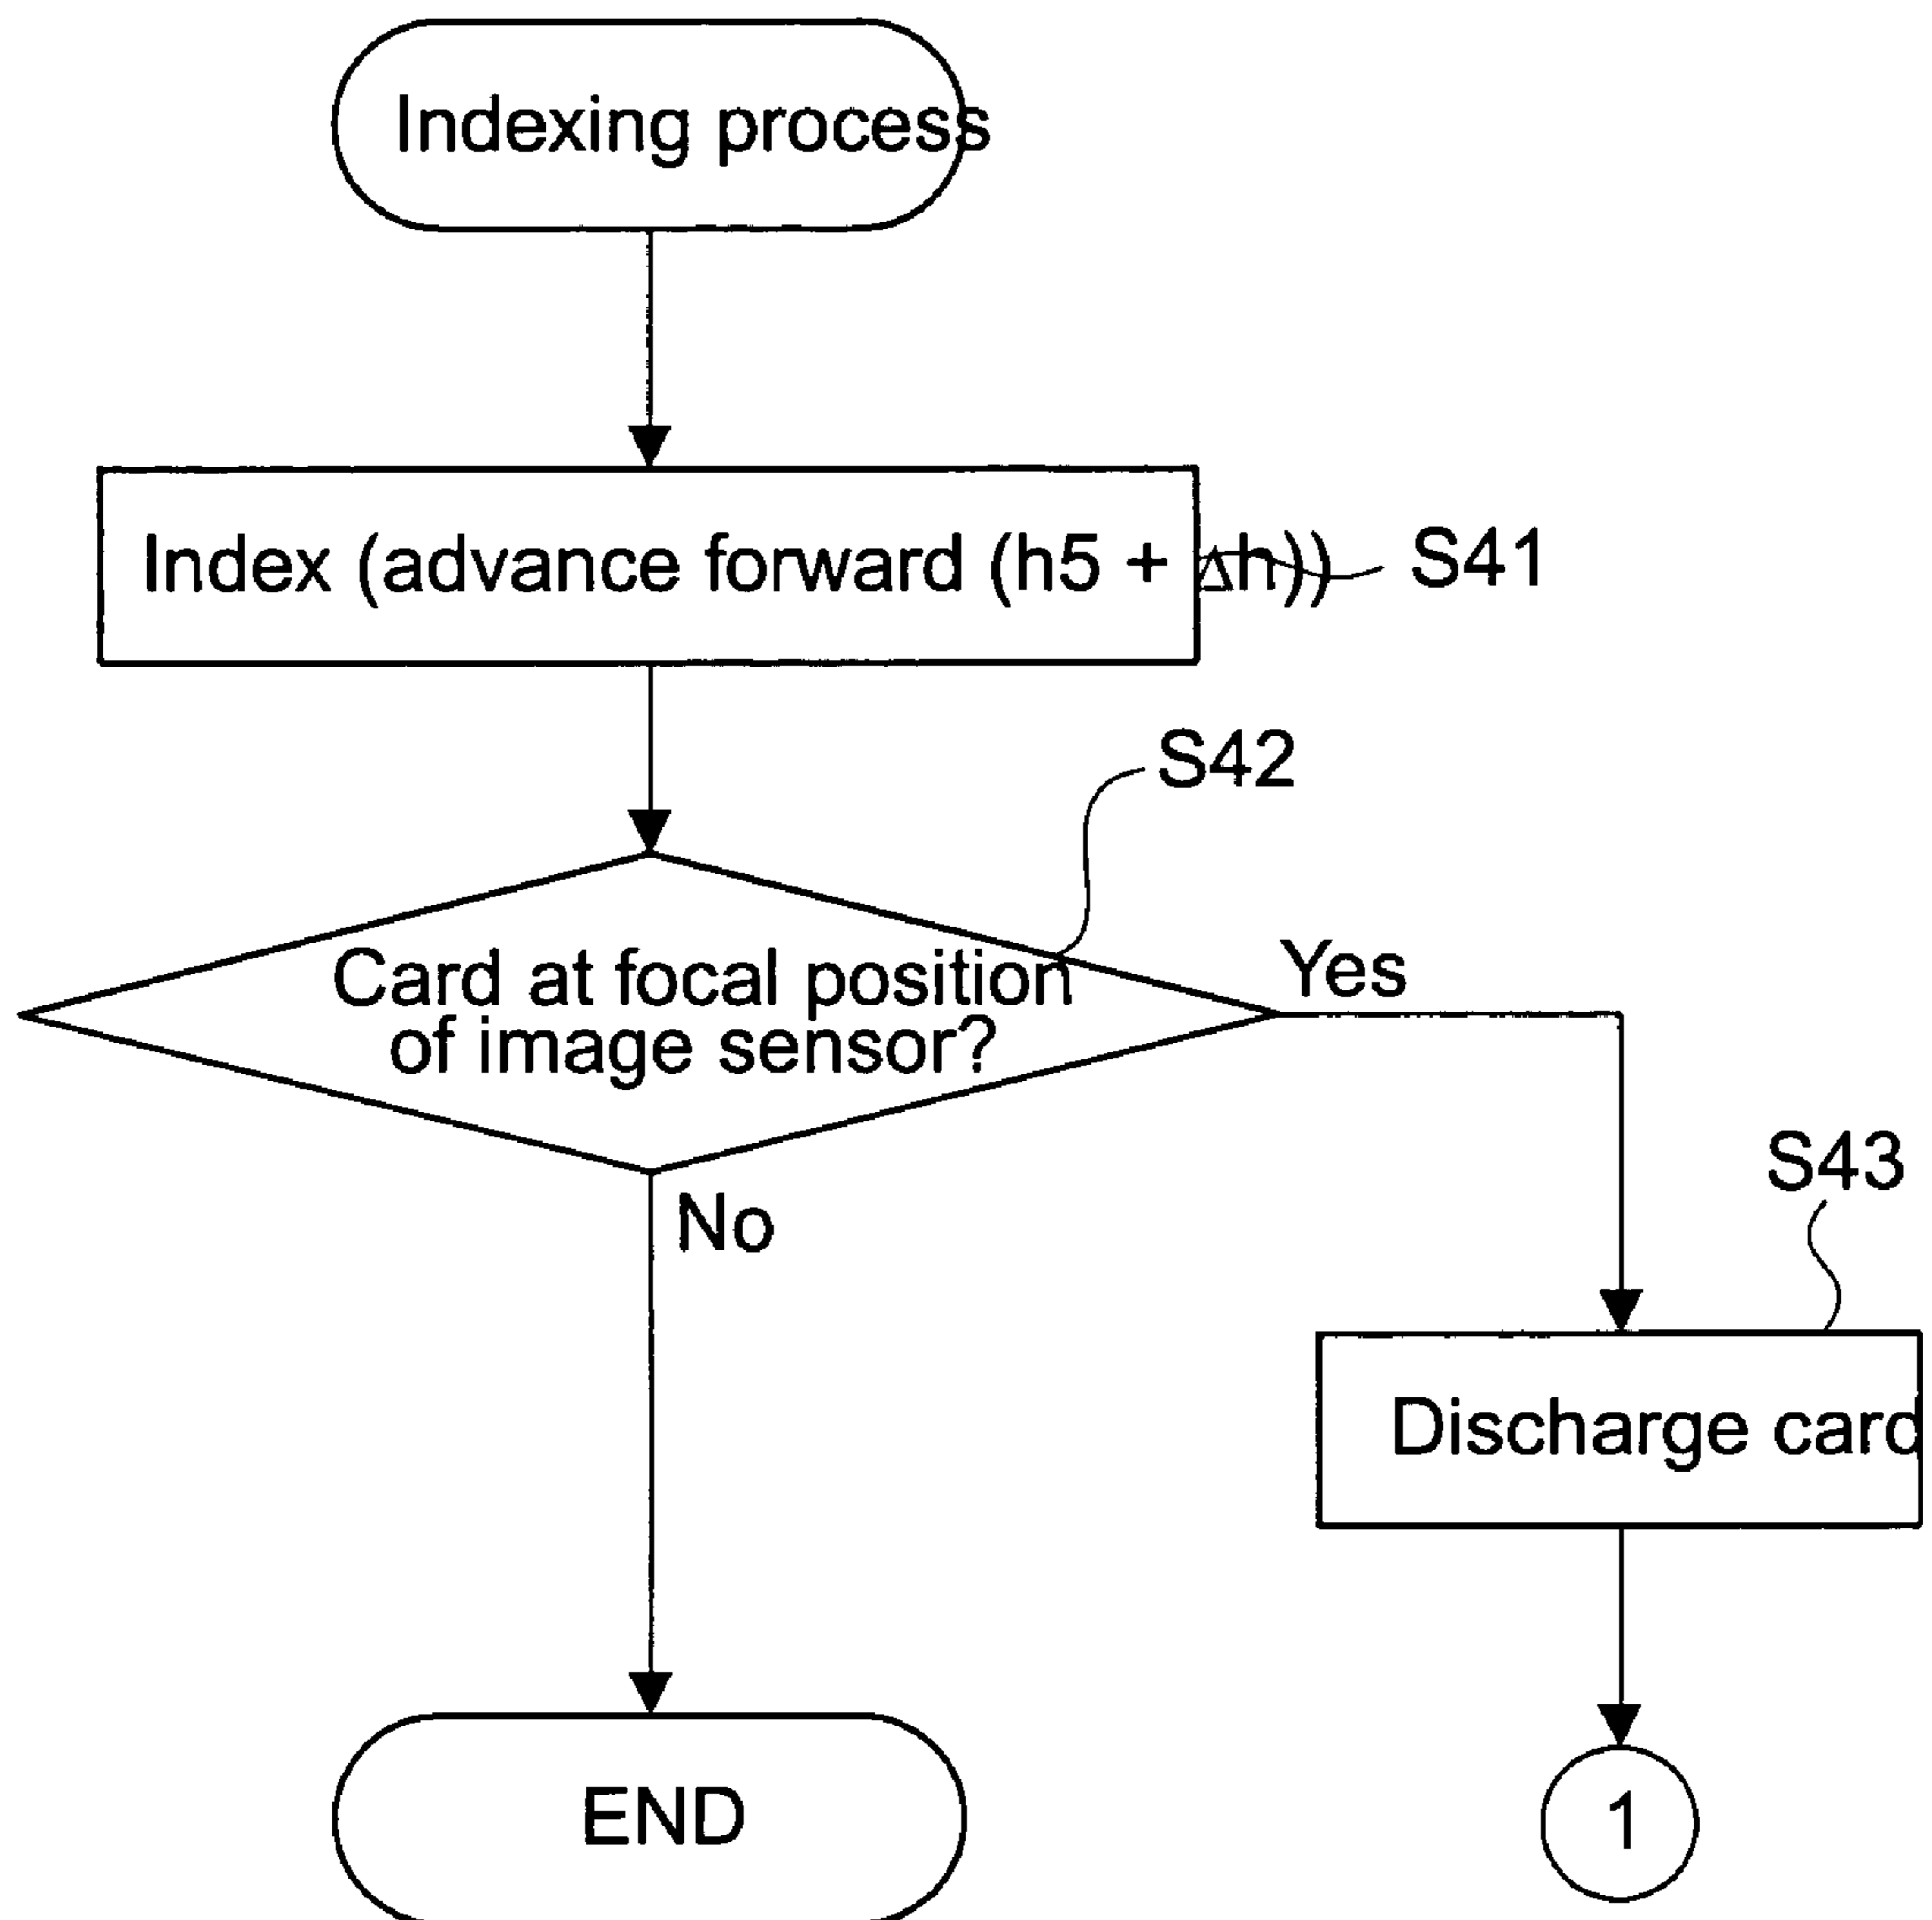 Indexing process
Index (advance forward (h5 + Δh))
S41
S42
Card at focal position
of image sensor?
Yes
No
S43
Discharge card
END
1